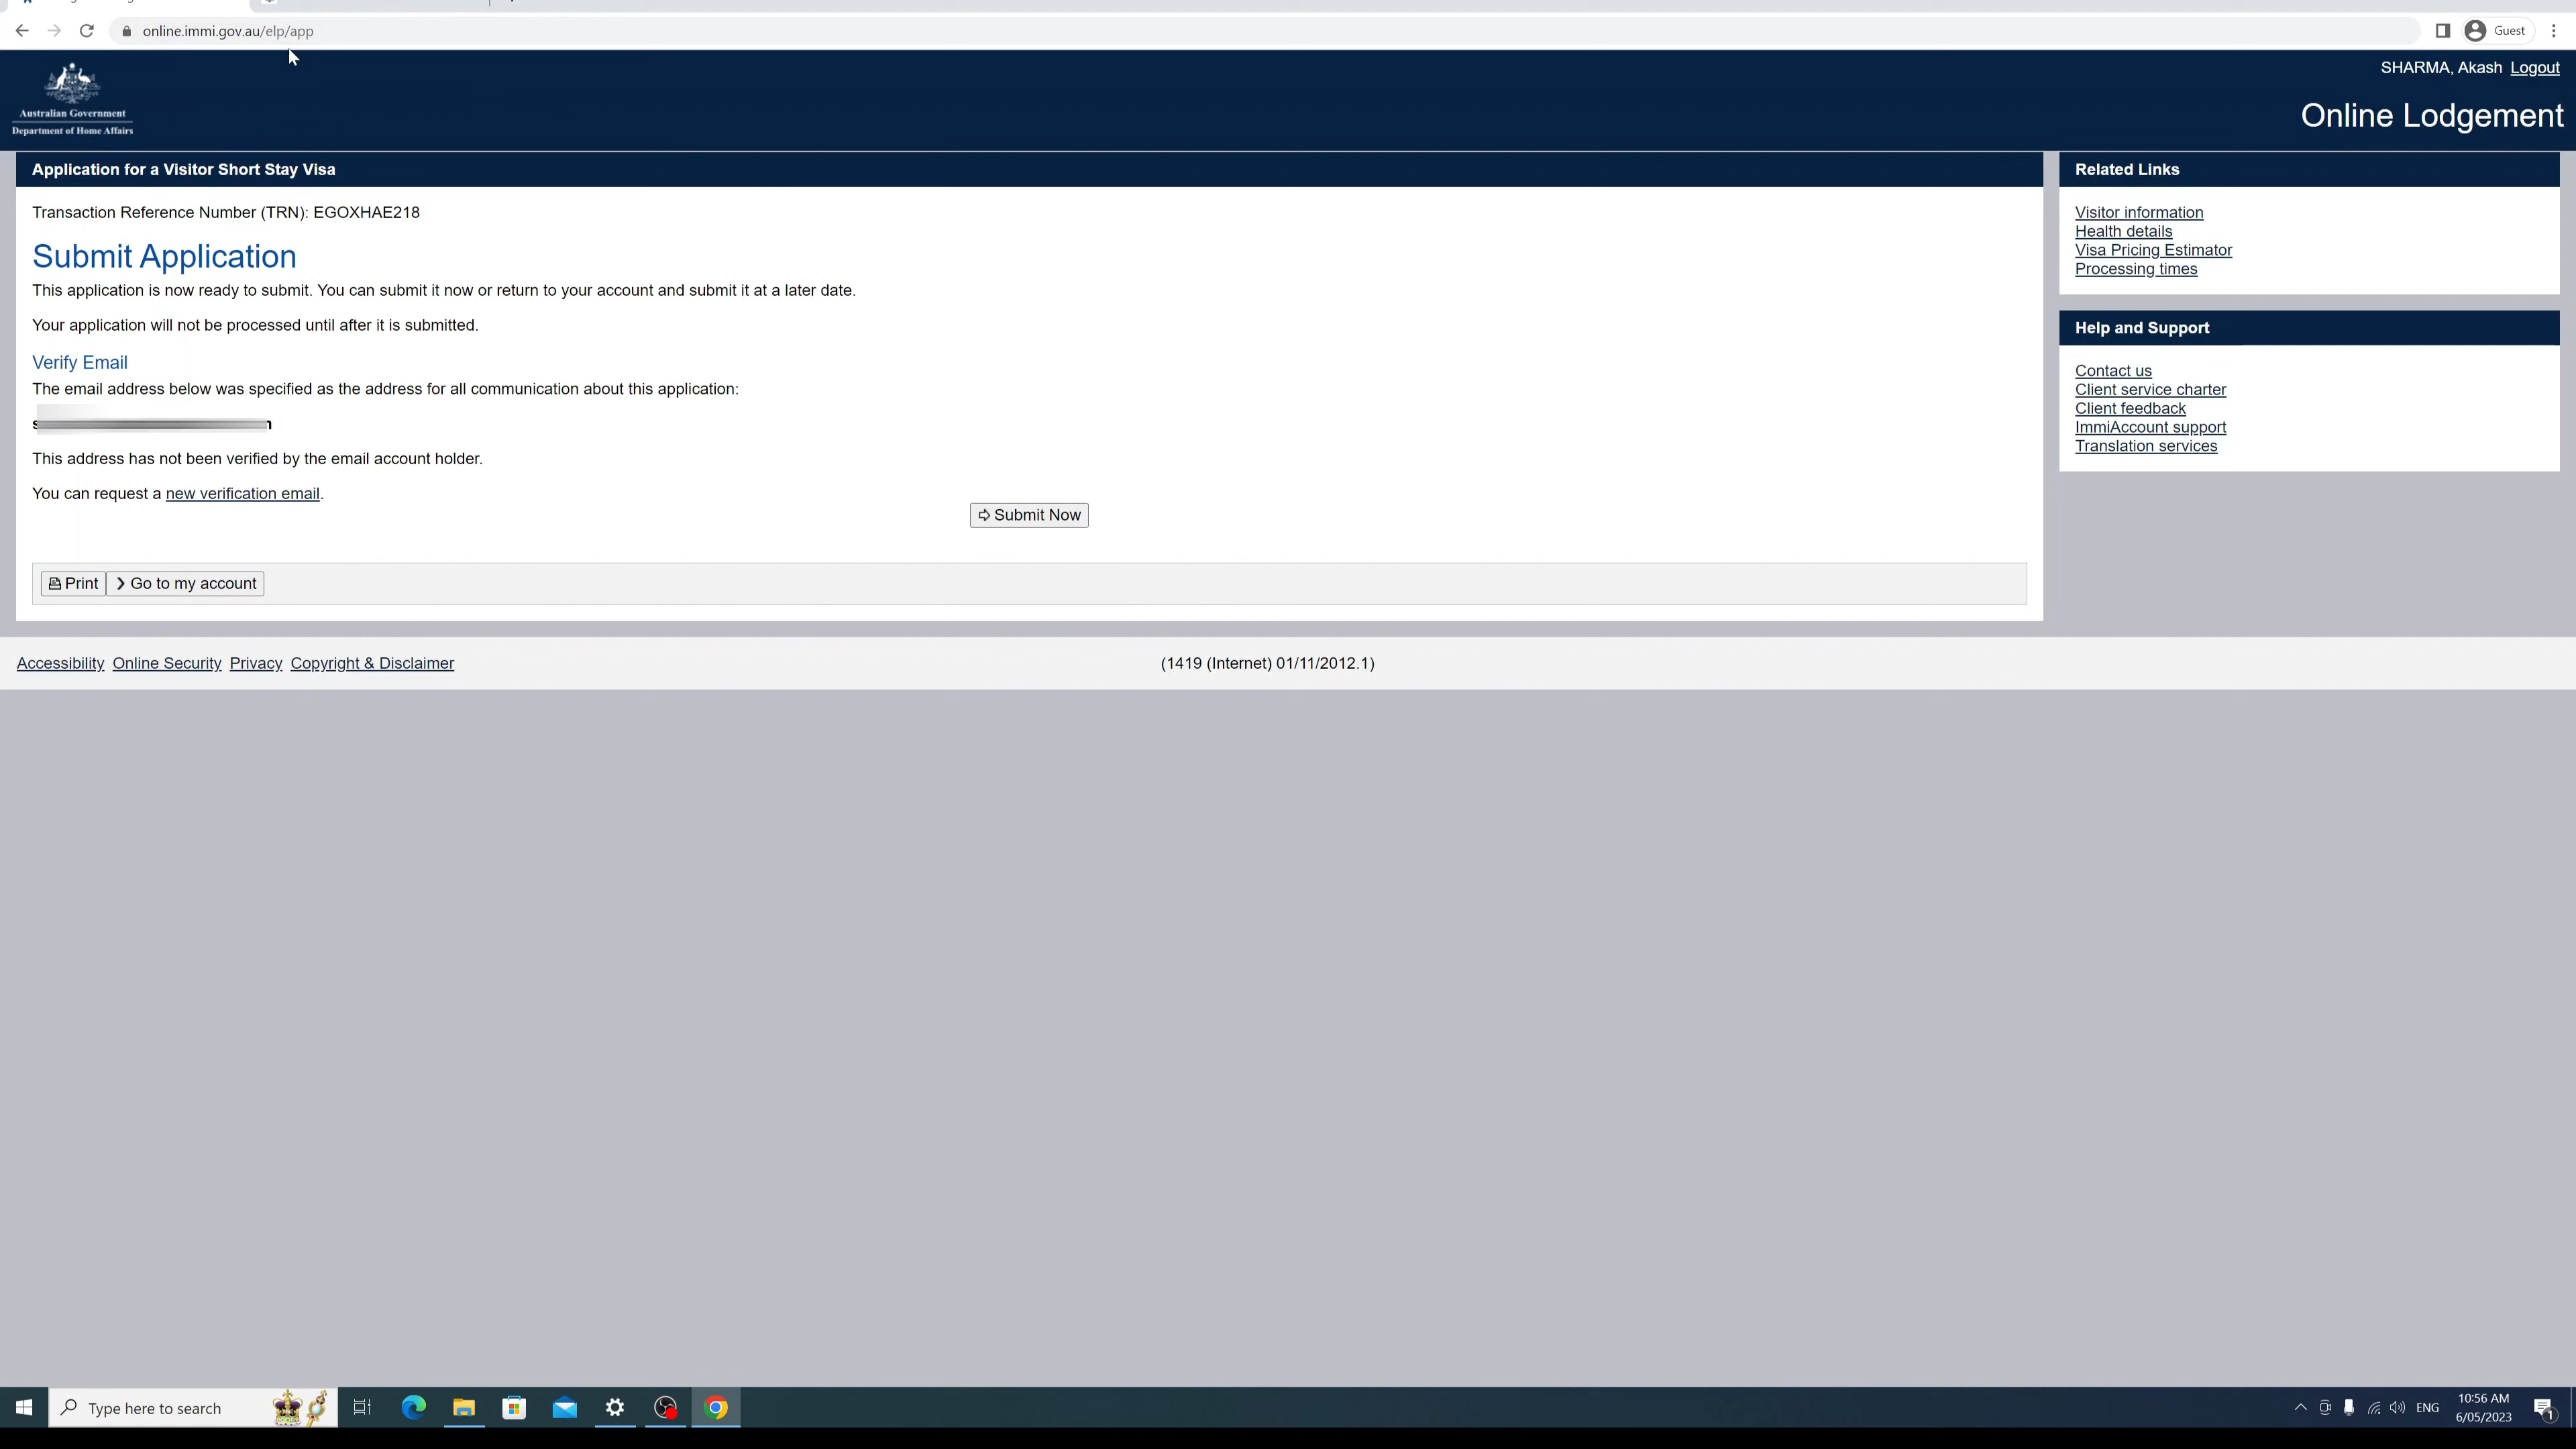 online.immi.gov.au/elp/app
Guest
SHARMA, Akash Logout
Australian Government
Department of Home Affairs
Online Lodgement
Application for a Visitor Short Stay Visa
Transaction Reference Number (TRN): EGOXHAE218
Submit Application
This application is now ready to submit. You can submit it now or return to your account and submit it at a later date.
Your application will not be processed until after it is submitted.
Verify Email
The email address below was specified as the address for all communication about this application:
This address has not been verified by the email account holder.
You can request a new verification email.
Submit Now
Print
Go to my account
Related Links
Visitor information
Health details
Visa Pricing Estimator
Processing times
Help and Support
Contact us
Client service charter
Client feedback
ImmiAccount support
Translation services
Accessibility Online Security Privacy Copyright & Disclaimer
(1419 (Internet) 01/11/2012.1)
Type here to search
ENG
10:56 AM
6/05/2023
1